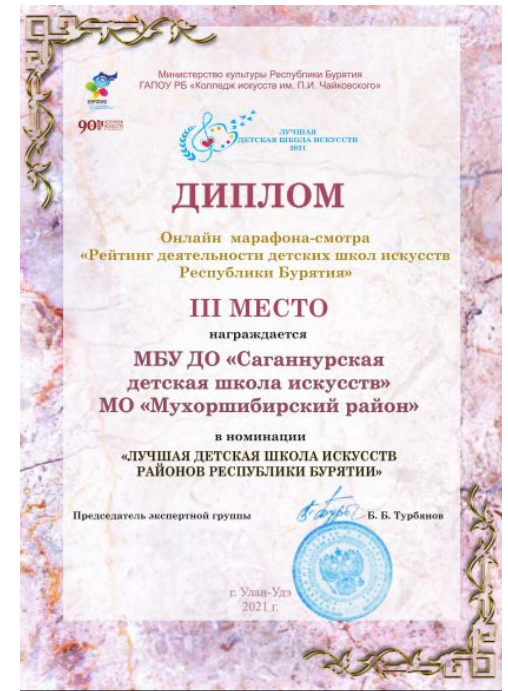 Министерство культуры Республики Бурятия
ГАПОУ РБ «Колледж искусств им. П.И. Чайковского»
БУРЯТИЯ
90
ЛУЧШАЯ
ДЕТСКАЯ ШКОЛА ИСКУССТВ
2021
ДИПЛОМ
Онлайн марафона-смотра
«Рейтинг деятельности детских школ искусств
Республики Бурятия»
III МЕСТО
награждается
МБУ ДО «Саганнурская
детская школа искусств»
МО «Мухоршибирский район»
в номинации
«ЛУЧШАЯ ДЕТСКАЯ ШКОЛА ИСКУССТВ
РАЙОНОВ РЕСПУБЛИКИ БУРЯТИИ»
Председатель экспертной группы Б. Б. Турбянов
г. Улан-Удэ
2021 г.